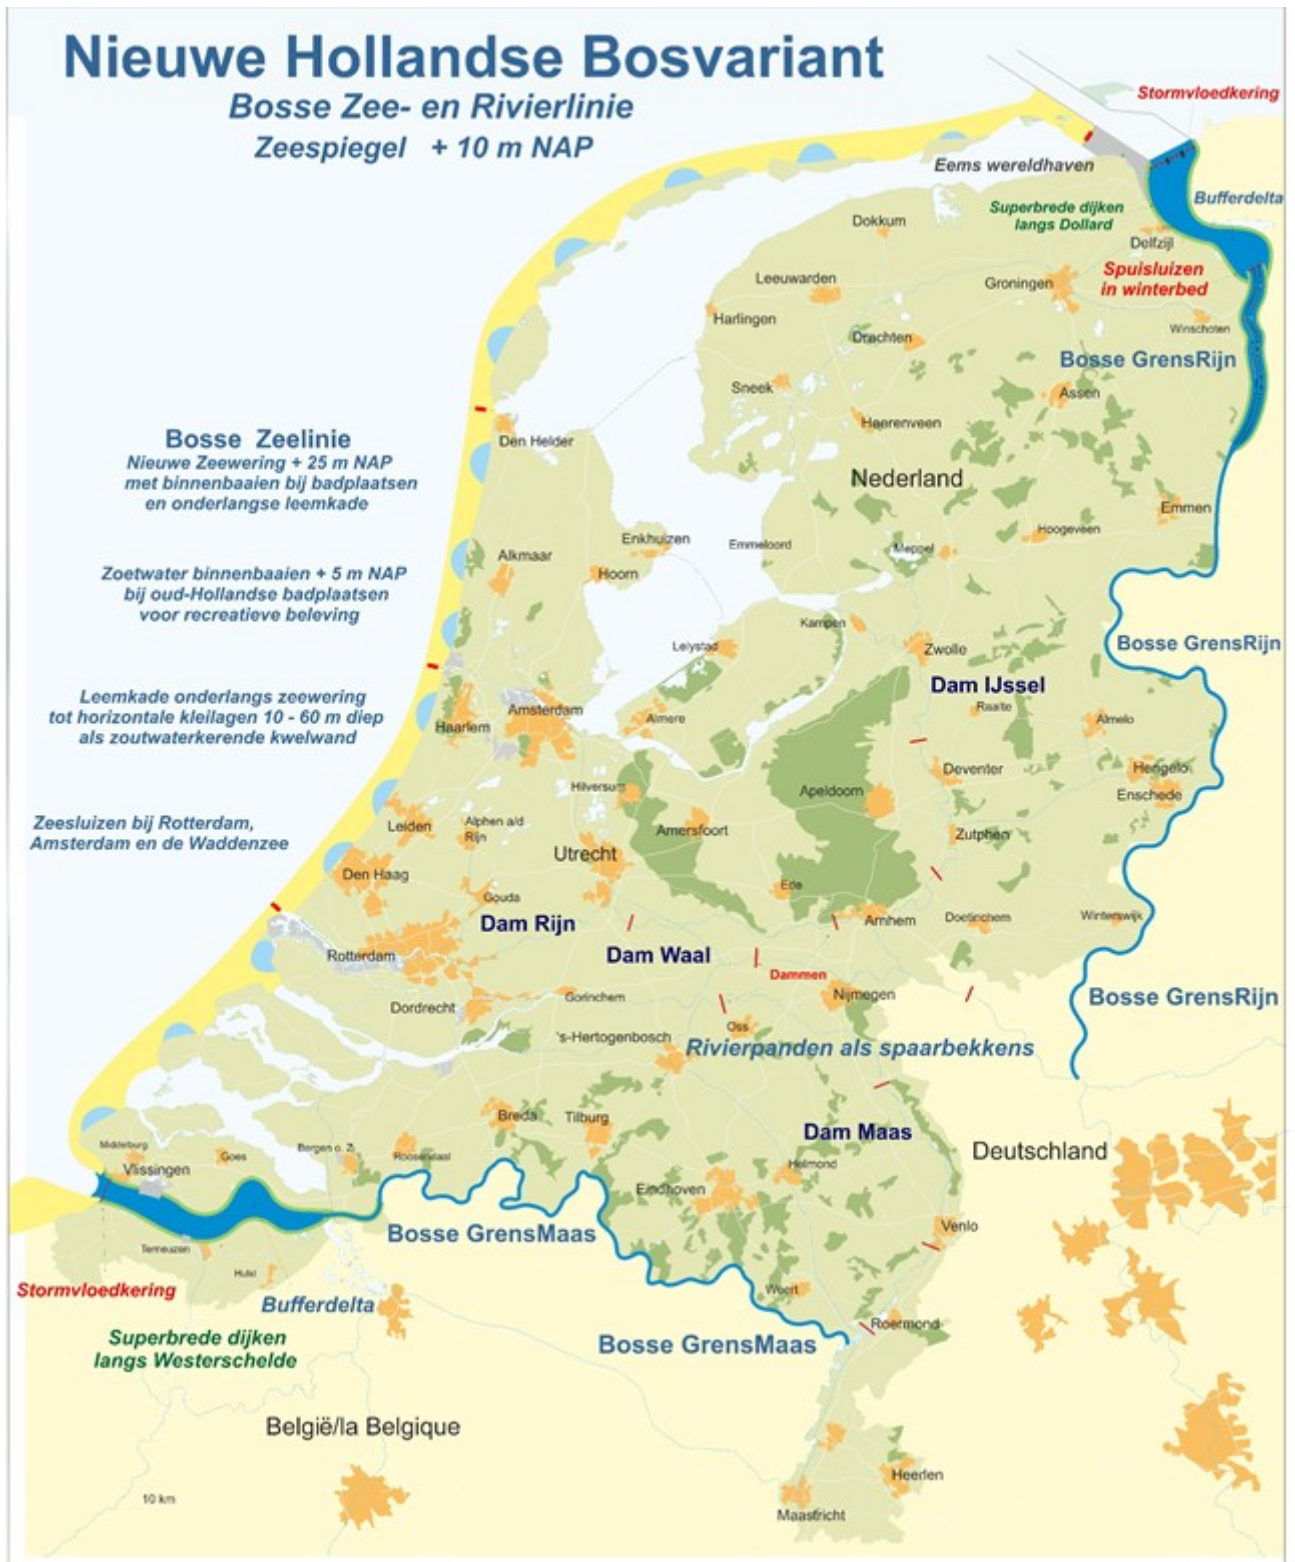 Nieuwe Hollandse Bosvariant
Bosse Zee- en Rivierlinie
Zeespiegel + 10 m NAP
Stormvloedkering
Eems wereldhaven
Bufferdelta
Superbrede dijken
langs Dollard
Dokkum
Delfzijl
Spuisluizen
in winterbed
Leeuwarden
Groningen
Harlingen
Winschoten
Drachten
Bosse GrensRijn
Sneek
Assen
Heerenveen
Den Helder
Bosse Zeelinie
Nieuwe Zeewering + 25 m NAP
met binnenbaaien bij badplaatsen
en onderlangse leemkade
Nederland
Emmen
Hoogeveen
Enkhuizen
Emmeloord
Meppel
Alkmaar
Hoorn
Zoetwater binnenbaaien + 5 m NAP
bij oud-Hollandse badplaatsen
voor recreatieve beleving
Kampen
Lelystad
Zwolle
Bosse GrensRijn
Dam IJssel
Raalte
Leemkade onderlangs zeewering
tot horizontale kleilagen 10 - 60 m diep
als zoutwaterkerende kwelwand
Haarlem
Amsterdam
Almere
Almelo
Deventer
Hengelo
Enschede
Hilversum
Apeldoorn
Zeesluizen bij Rotterdam,
Amsterdam en de Waddenzee
Leiden
Alphen a/d
Rijn
Amersfoort
Zutphen
Utrecht
Den Haag
Ede
Gouda
Dam Rijn
Arnhem
Doetinchem
Winterswijk
Rotterdam
Dam Waal
Dammen
Dordrecht
Gorinchem
Nijmegen
Bosse GrensRijn
Oss
's-Hertogenbosch
Rivierpanden als spaarbekkens
Breda
Tilburg
Dam Maas
Deutschland
Middelburg
Vlissingen
Goes
Bergen o. Z.
Roosendaal
Helmond
Eindhoven
Bosse GrensMaas
Venlo
Terneuzen
Hulst
Stormvloedkering
Bufferdelta
Weert
Roermond
Superbrede dijken
langs Westerschelde
Bosse GrensMaas
België/la Belgique
Heerlen
10 km
Maastricht